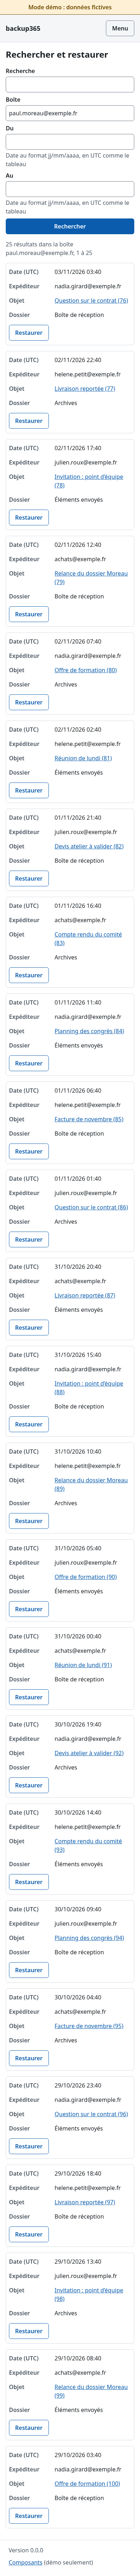 Mode démo : données fictives
backup365
Menu
Rechercher et restaurer
Recherche
Boîte
paul.moreau@exemple.fr
Du
Date au format jj/mm/aaaa, en UTC comme le
tableau
Au
Date au format jj/mm/aaaa, en UTC comme le
tableau
Rechercher
25 résultats dans la boîte
paul.moreau@exemple.fr, 1 à 25
Date (UTC) 03/11/2026 03:40
Expéditeur nadia.girard@exemple.fr
Objet Question sur le contrat (76)
Dossier Boîte de réception
Restaurer
Date (UTC) 02/11/2026 22:40
Expéditeur helene.petit@exemple.fr
Objet Livraison reportée (77)
Dossier Archives
Restaurer
Date (UTC) 02/11/2026 17:40
Expéditeur julien.roux@exemple.fr
Objet Invitation : point d'équipe
(78)
Dossier Éléments envoyés
Restaurer
Date (UTC) 02/11/2026 12:40
Expéditeur achats@exemple.fr
Objet Relance du dossier Moreau
(79)
Dossier Boîte de réception
Restaurer
Date (UTC) 02/11/2026 07:40
Expéditeur nadia.girard@exemple.fr
Objet Offre de formation (80)
Dossier Archives
Restaurer
Date (UTC) 02/11/2026 02:40
Expéditeur helene.petit@exemple.fr
Objet Réunion de lundi (81)
Dossier Éléments envoyés
Restaurer
Date (UTC) 01/11/2026 21:40
Expéditeur julien.roux@exemple.fr
Objet Devis atelier à valider (82)
Dossier Boîte de réception
Restaurer
Date (UTC) 01/11/2026 16:40
Expéditeur achats@exemple.fr
Objet Compte rendu du comité
(83)
Dossier Archives
Restaurer
Date (UTC) 01/11/2026 11:40
Expéditeur nadia.girard@exemple.fr
Objet Planning des congrès (84)
Dossier Éléments envoyés
Restaurer
Date (UTC) 01/11/2026 06:40
Expéditeur helene.petit@exemple.fr
Objet Facture de novembre (85)
Dossier Boîte de réception
Restaurer
Date (UTC) 01/11/2026 01:40
Expéditeur julien.roux@exemple.fr
Objet Question sur le contrat (86)
Dossier Archives
Restaurer
Date (UTC) 31/10/2026 20:40
Expéditeur achats@exemple.fr
Objet Livraison reportée (87)
Dossier Éléments envoyés
Restaurer
Date (UTC) 31/10/2026 15:40
Expéditeur nadia.girard@exemple.fr
Objet Invitation : point d'équipe
(88)
Dossier Boîte de réception
Restaurer
Date (UTC) 31/10/2026 10:40
Expéditeur helene.petit@exemple.fr
Objet Relance du dossier Moreau
(89)
Dossier Archives
Restaurer
Date (UTC) 31/10/2026 05:40
Expéditeur julien.roux@exemple.fr
Objet Offre de formation (90)
Dossier Éléments envoyés
Restaurer
Date (UTC) 31/10/2026 00:40
Expéditeur achats@exemple.fr
Objet Réunion de lundi (91)
Dossier Boîte de réception
Restaurer
Date (UTC) 30/10/2026 19:40
Expéditeur nadia.girard@exemple.fr
Objet Devis atelier à valider (92)
Dossier Archives
Restaurer
Date (UTC) 30/10/2026 14:40
Expéditeur helene.petit@exemple.fr
Objet Compte rendu du comité
(93)
Dossier Éléments envoyés
Restaurer
Date (UTC) 30/10/2026 09:40
Expéditeur julien.roux@exemple.fr
Objet Planning des congrès (94)
Dossier Boîte de réception
Restaurer
Date (UTC) 30/10/2026 04:40
Expéditeur achats@exemple.fr
Objet Facture de novembre (95)
Dossier Archives
Restaurer
Date (UTC) 29/10/2026 23:40
Expéditeur nadia.girard@exemple.fr
Objet Question sur le contrat (96)
Dossier Éléments envoyés
Restaurer
Date (UTC) 29/10/2026 18:40
Expéditeur helene.petit@exemple.fr
Objet Livraison reportée (97)
Dossier Boîte de réception
Restaurer
Date (UTC) 29/10/2026 13:40
Expéditeur julien.roux@exemple.fr
Objet Invitation : point d'équipe
(98)
Dossier Archives
Restaurer
Date (UTC) 29/10/2026 08:40
Expéditeur achats@exemple.fr
Objet Relance du dossier Moreau
(99)
Dossier Éléments envoyés
Restaurer
Date (UTC) 29/10/2026 03:40
Expéditeur nadia.girard@exemple.fr
Objet Offre de formation (100)
Dossier Boîte de réception
Restaurer
Version 0.0.0
Composants (démo seulement)